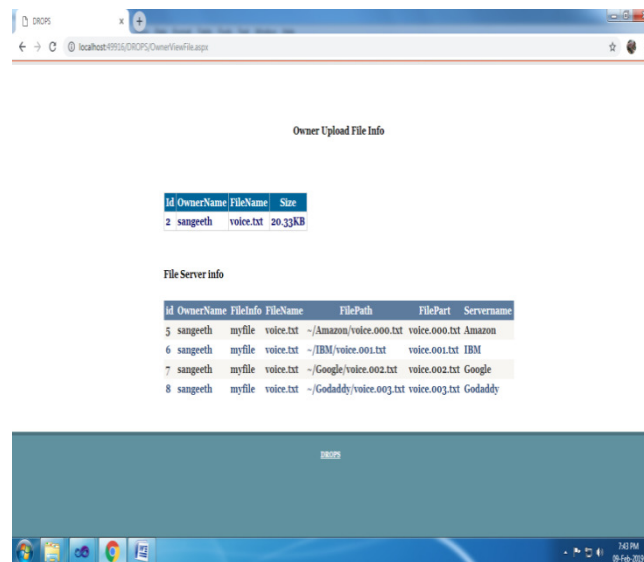 DROPS
localhost:49916/DROPS/OwnerViewFile.aspx
Owner Upload File Info
Id OwnerName FileName Size
2 sangeeth voice.txt 20.33KB
File Server info
id OwnerName FileInfo FileName FilePath FilePart Servername
5 sangeeth myfile voice.txt ~/Amazon/voice.000.txt voice.000.txt Amazon
6 sangeeth myfile voice.txt ~/IBM/voice.001.txt voice.001.txt IBM
7 sangeeth myfile voice.txt ~/Google/voice.002.txt voice.002.txt Google
8 sangeeth myfile voice.txt ~/Godaddy/voice.003.txt voice.003.txt Godaddy
DROPS
7:43 PM
09-Feb-2019